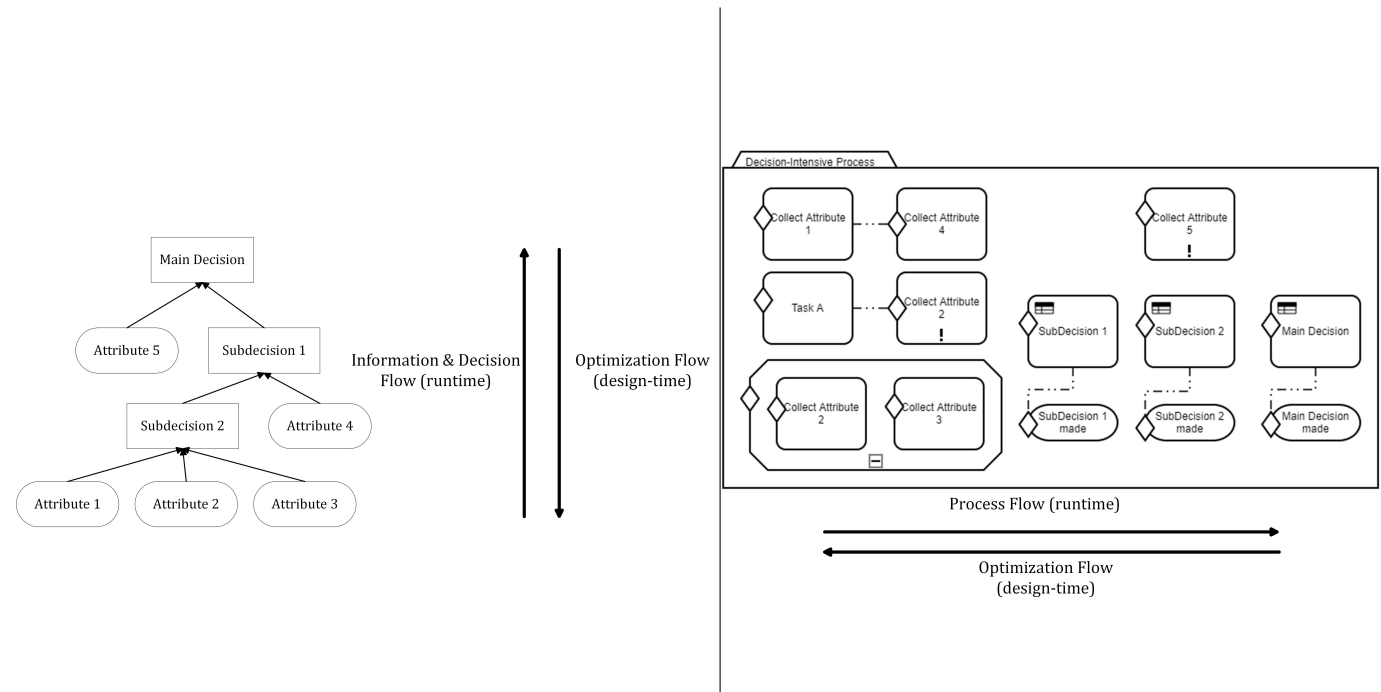 Main Decision
Attribute 5
Subdecision 1
Subdecision 2
Attribute 4
Attribute 1
Attribute 2
Attribute 3
Information & Decision
Flow (runtime)
Optimization Flow
(design-time)
Decision-Intensive Process
Collect Attribute
1
Collect Attribute
4
Collect Attribute
5
!
Task A
Collect Attribute
2
!
SubDecision 1
SubDecision 2
Main Decision
Collect Attribute
2
Collect Attribute
3
SubDecision 1
made
SubDecision 2
made
Main Decision
made
Process Flow (runtime)
Optimization Flow
(design-time)